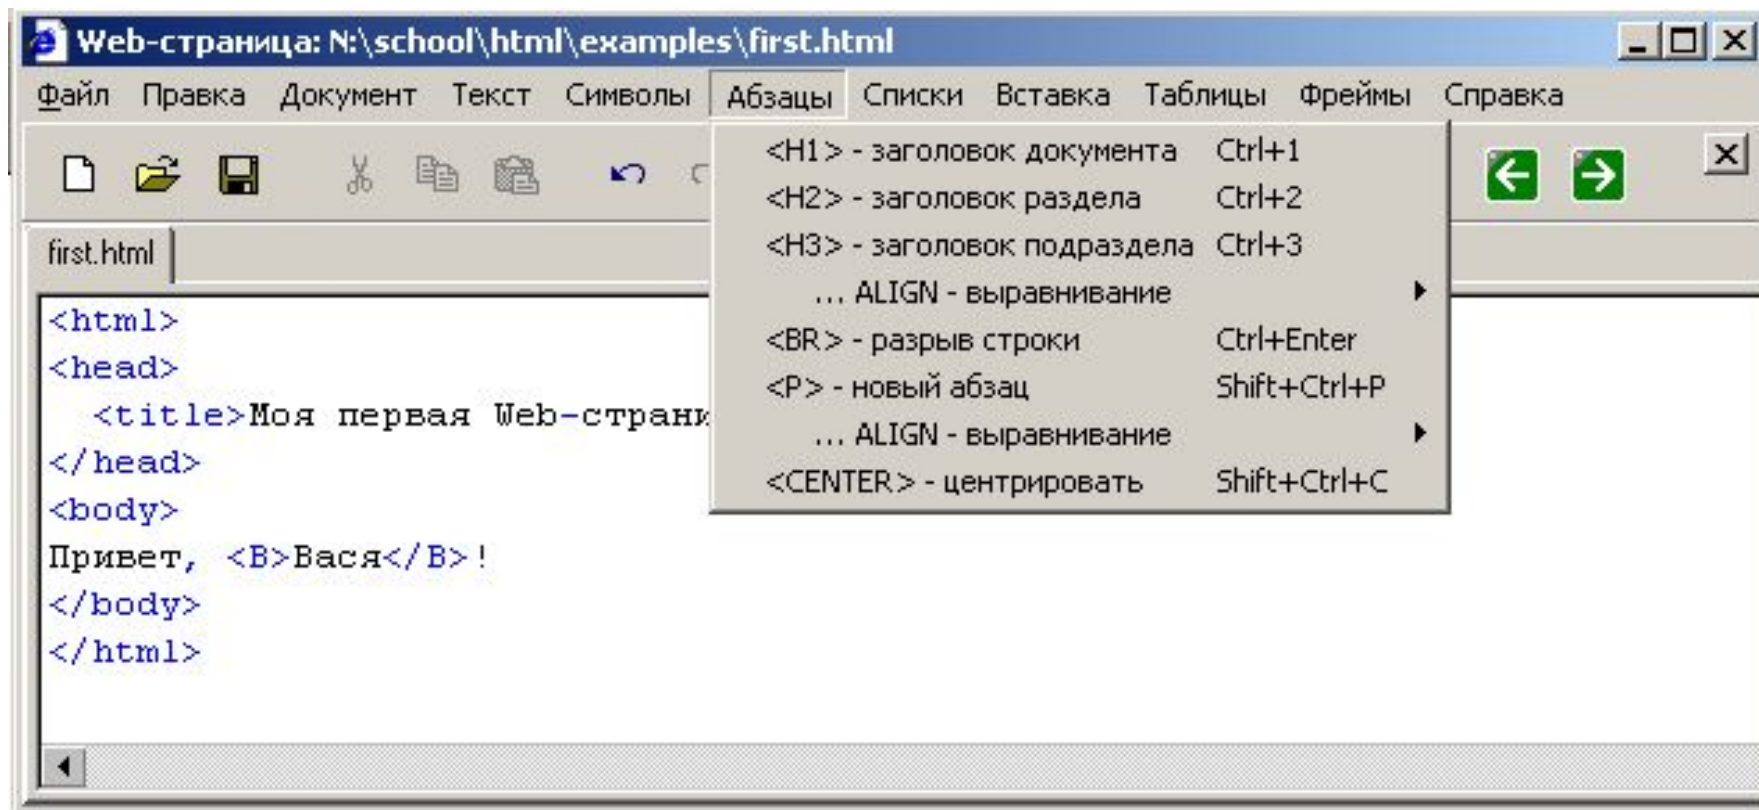 Web-страница: N:\school\html\examples\first.html
Файл Правка Документ Текст Символы Абзацы Списки Вставка Таблицы Фреймы Справка
<H1> - заголовок документа Ctrl+1
<H2> - заголовок раздела Ctrl+2
<H3> - заголовок подраздела Ctrl+3
... ALIGN - выравнивание
<BR> - разрыв строки Ctrl+Enter
<P> - новый абзац Shift+Ctrl+P
... ALIGN - выравнивание
<CENTER> - центрировать Shift+Ctrl+C
first.html
<html>
<head>
<title>Моя первая Web-страни
</head>
<body>
Привет, <B>Вася</B>!
</body>
</html>